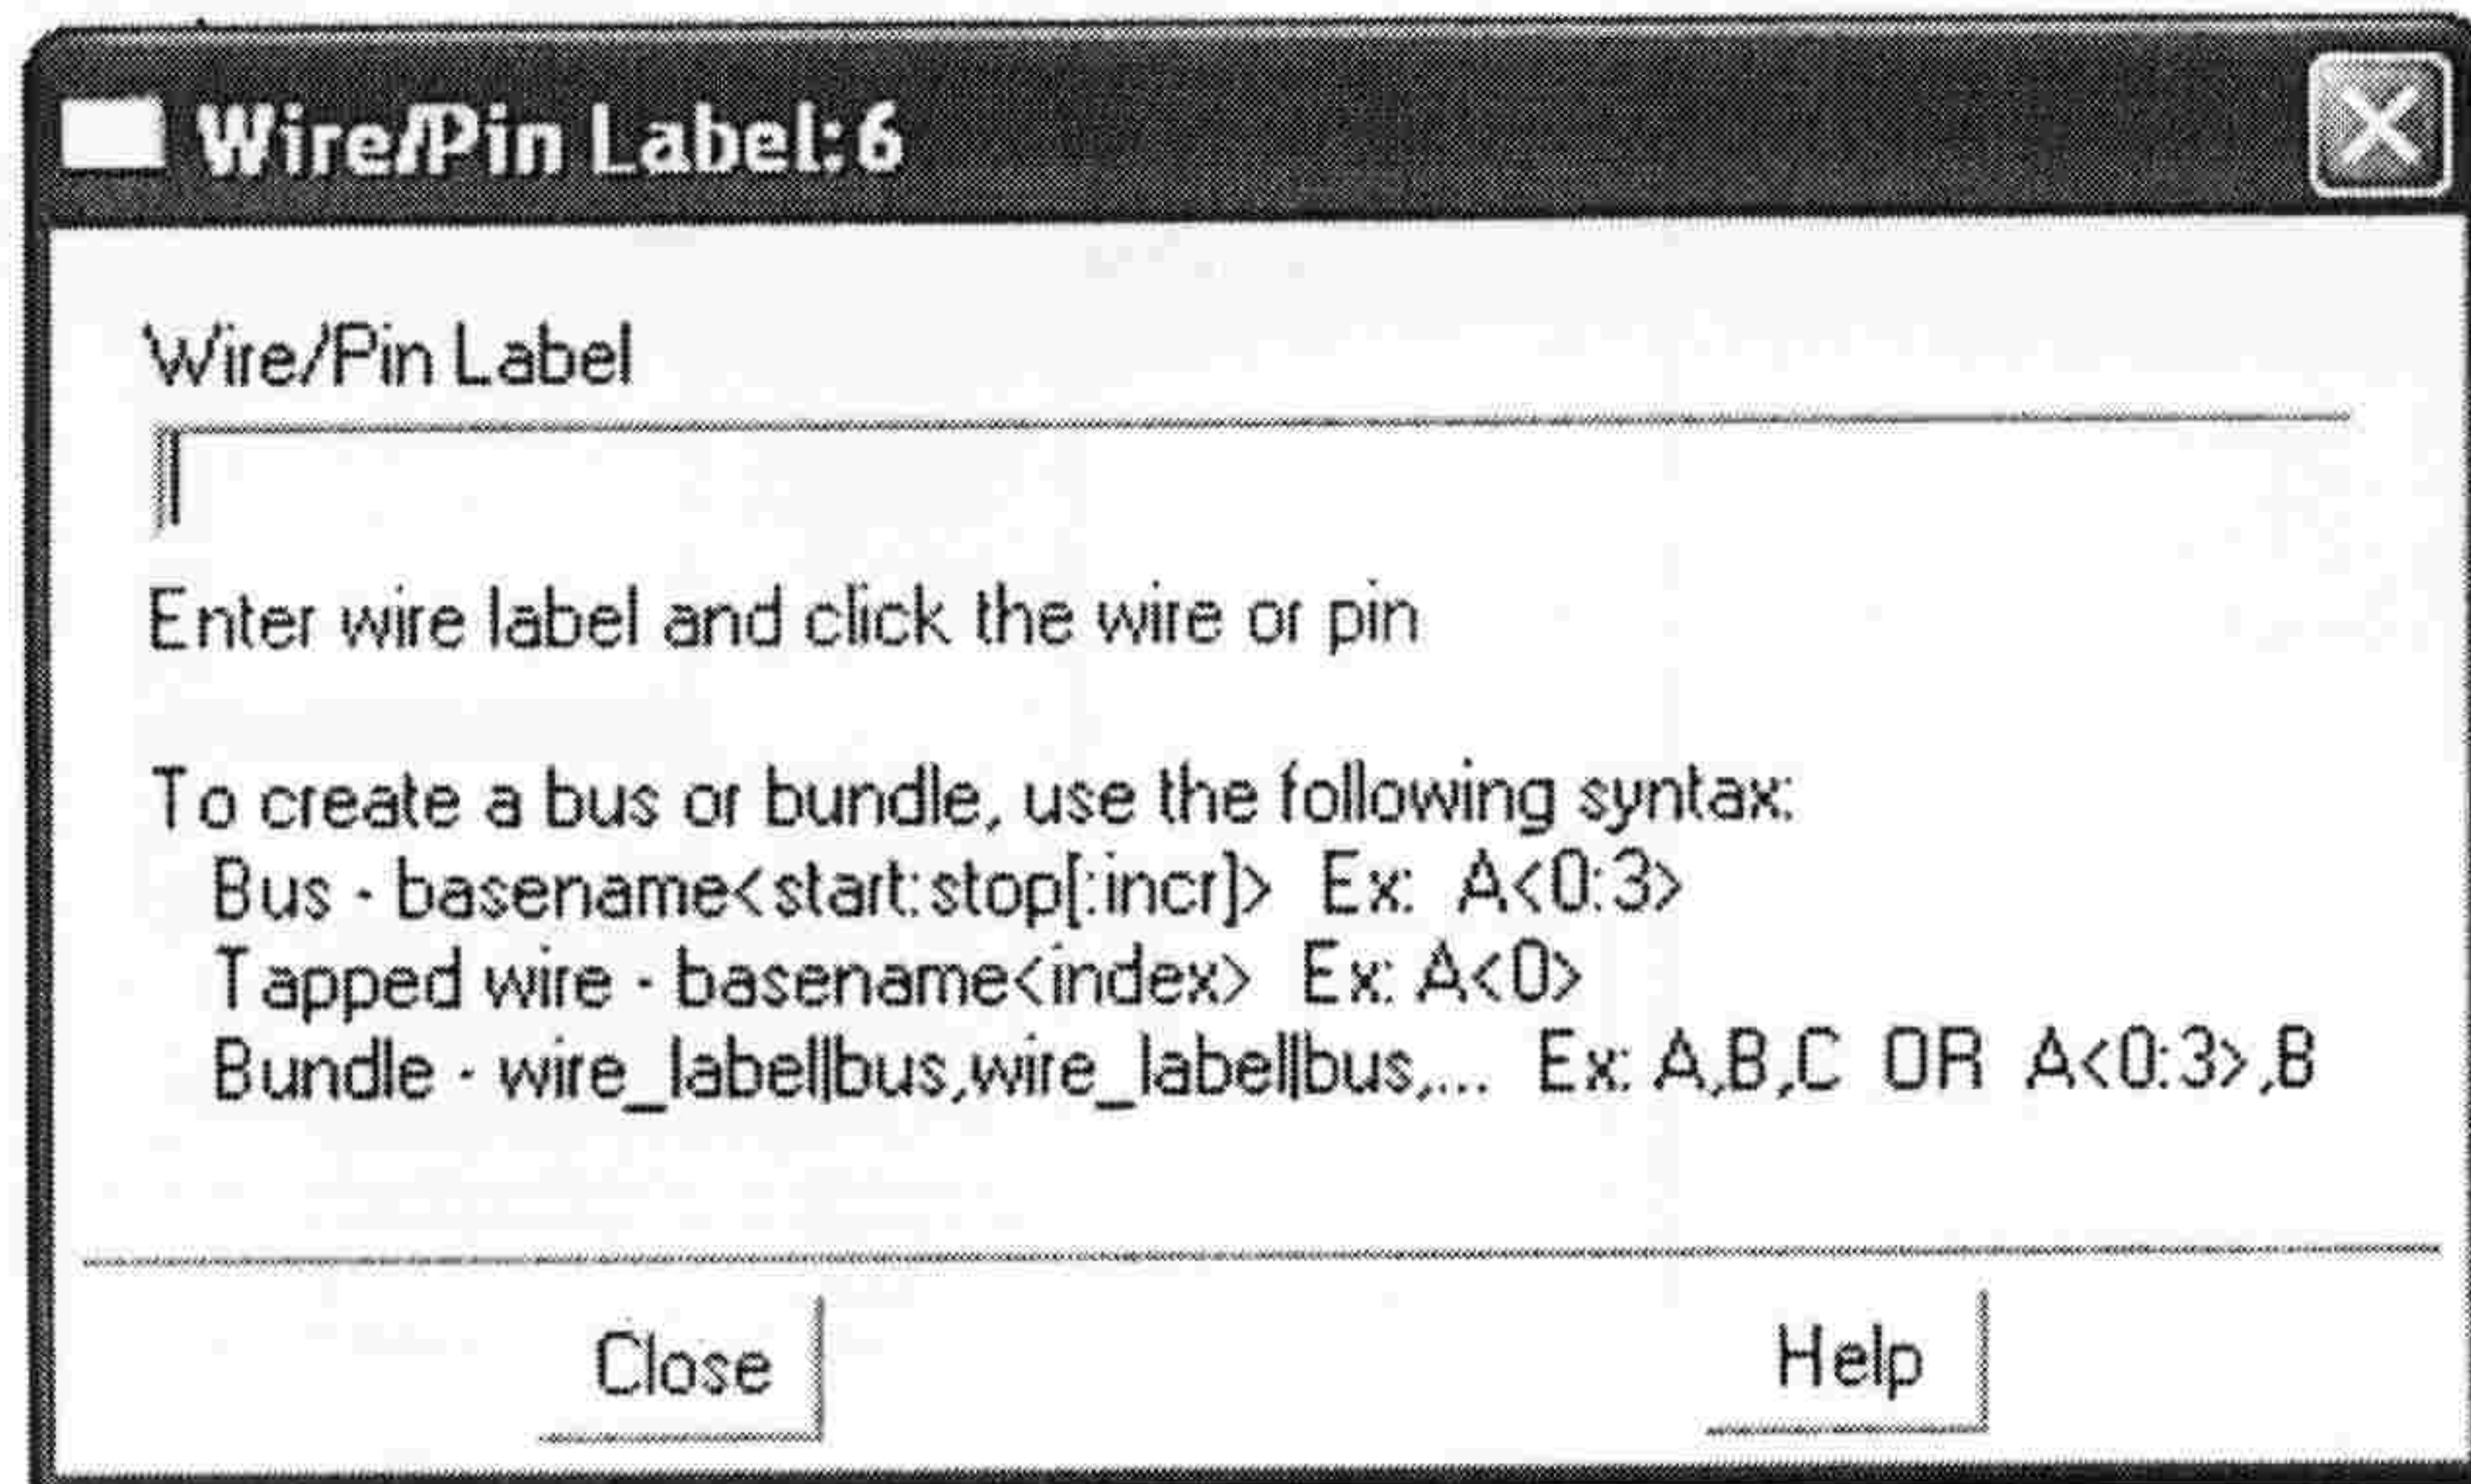 Wire/Pin Label:6
Wire/Pin Label
Enter wire label and click the wire or pin
To create a bus or bundle, use the following syntax:
Bus - basename<start:stop[:incr]> Ex: A<0:3>
Tapped wire - basename<index> Ex: A<0>
Bundle - wire_label|bus,wire_label|bus,... Ex: A,B,C OR A<0:3>,B
Close
Help